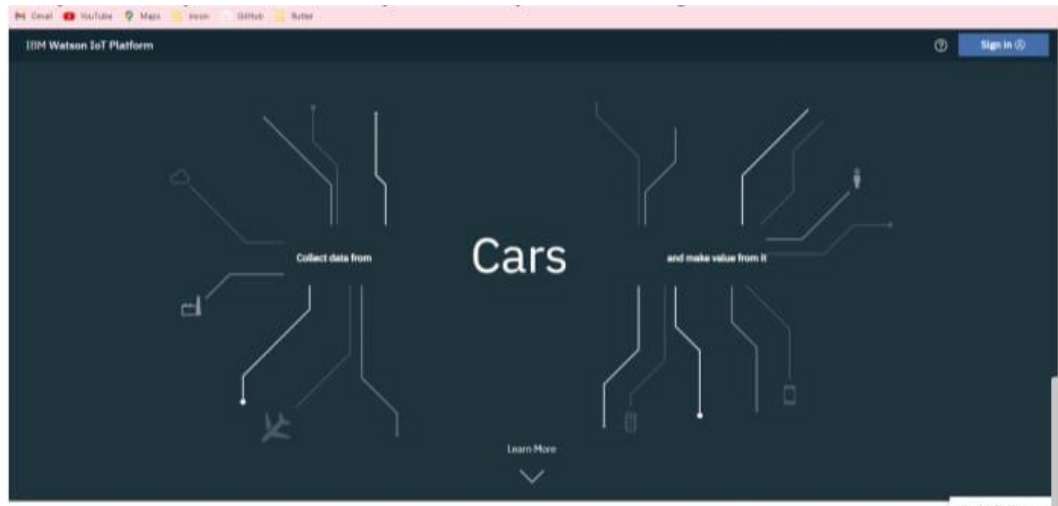 Gmail YouTube Maps GitHub flutter
IBM Watson IoT Platform
Sign in
Collect data from Cars and make value from it
Learn More